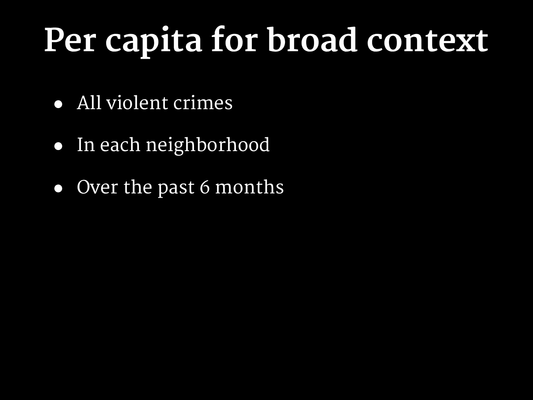 Per capita for broad context
● All violent crimes
● In each neighborhood
● Over the past 6 months